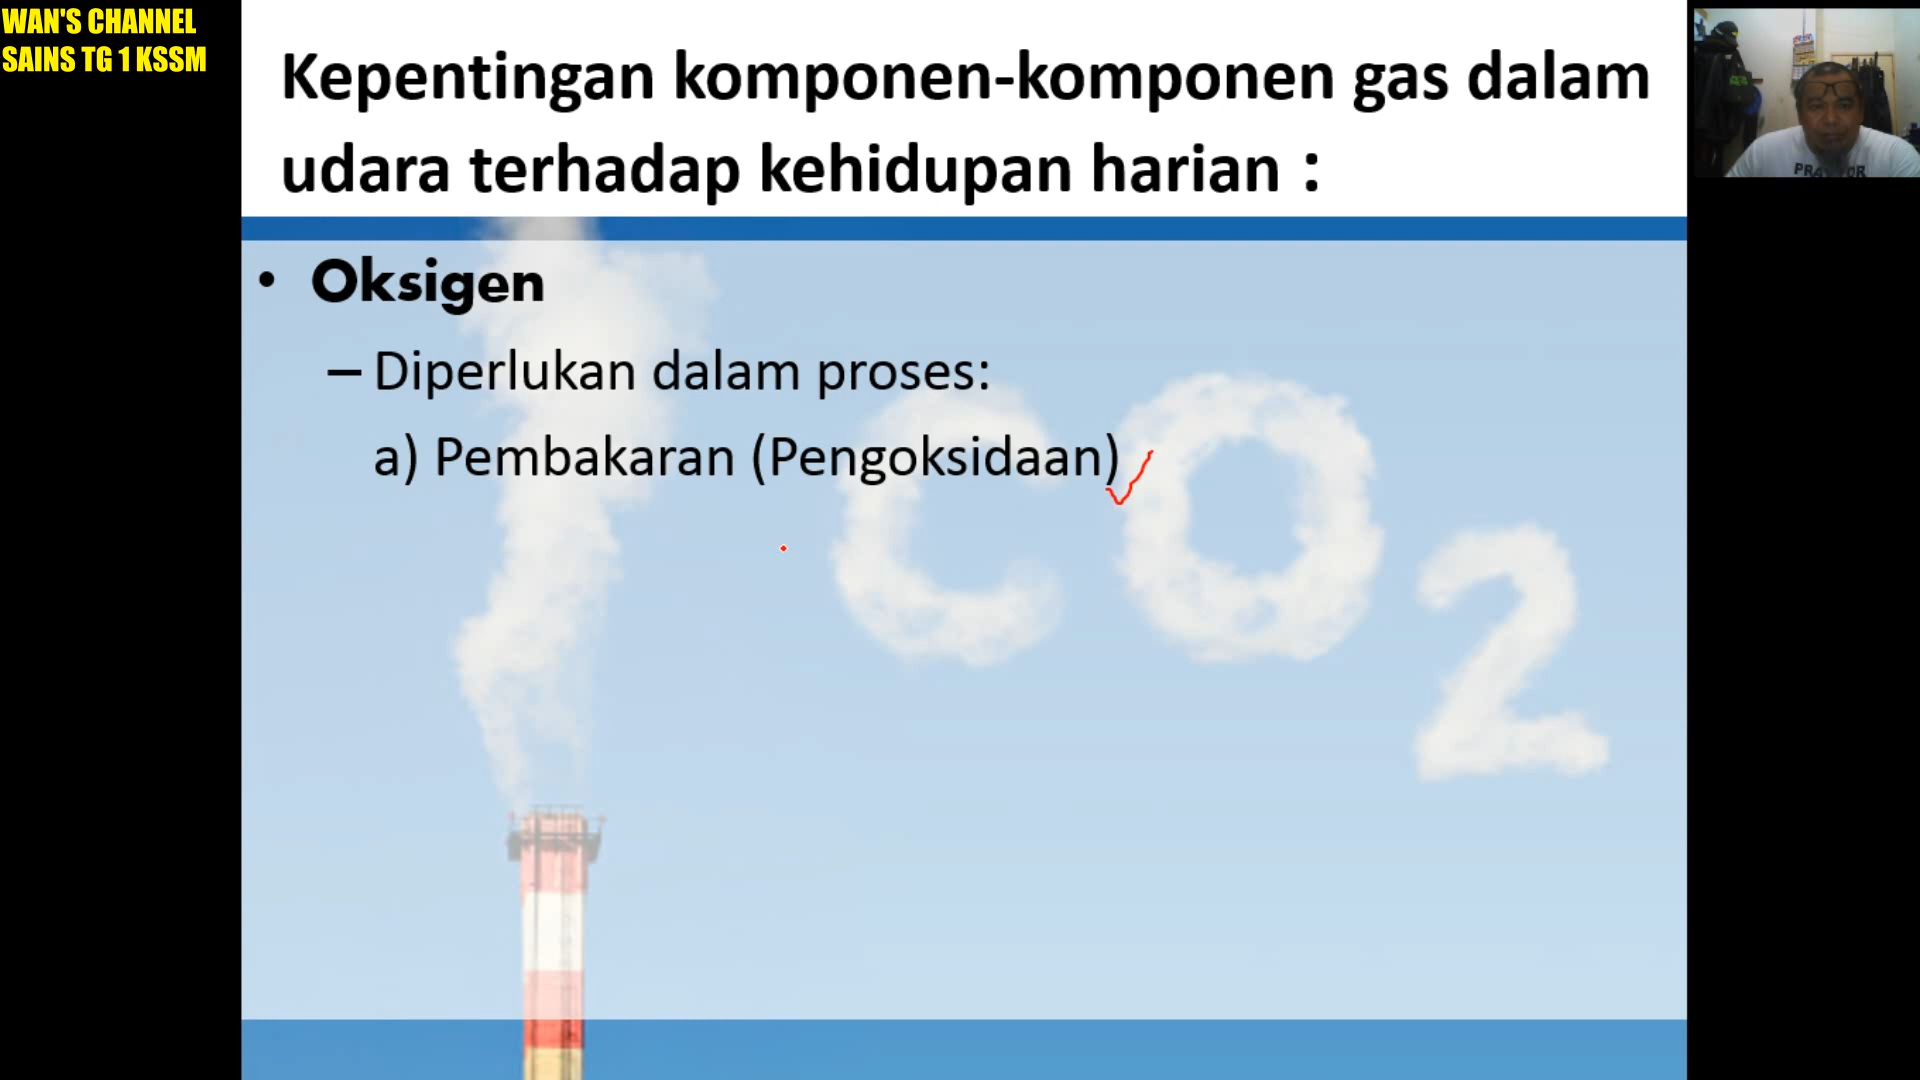 WAN'S CHANNEL
SAINS TG 1 KSSM
Kepentingan komponen-komponen gas dalam
udara terhadap kehidupan harian :
• Oksigen
– Diperlukan dalam proses:
a) Pembakaran (Pengoksidaan)
CO2